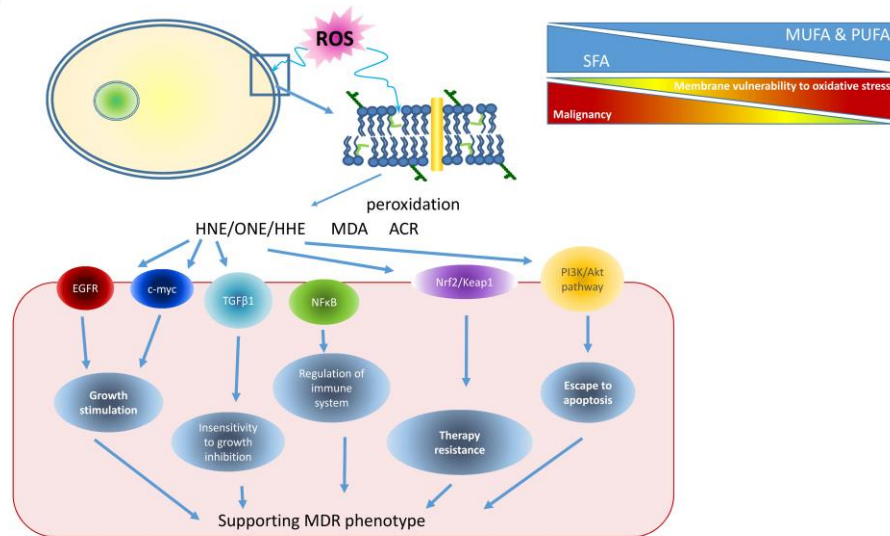 ROS
MUFA & PUFA
SFA
Membrane vulnerability to oxidative stress
Malignancy
peroxidation
HNE/ONE/HHE MDA ACR
EGFR
c-myc
TGFβ1
NFκB
Nrf2/Keap1
PI3K/Akt
pathway
Growth
stimulation
Insensitivity
to growth
inhibition
Regulation of
immune
system
Therapy
resistance
Escape to
apoptosis
Supporting MDR phenotype